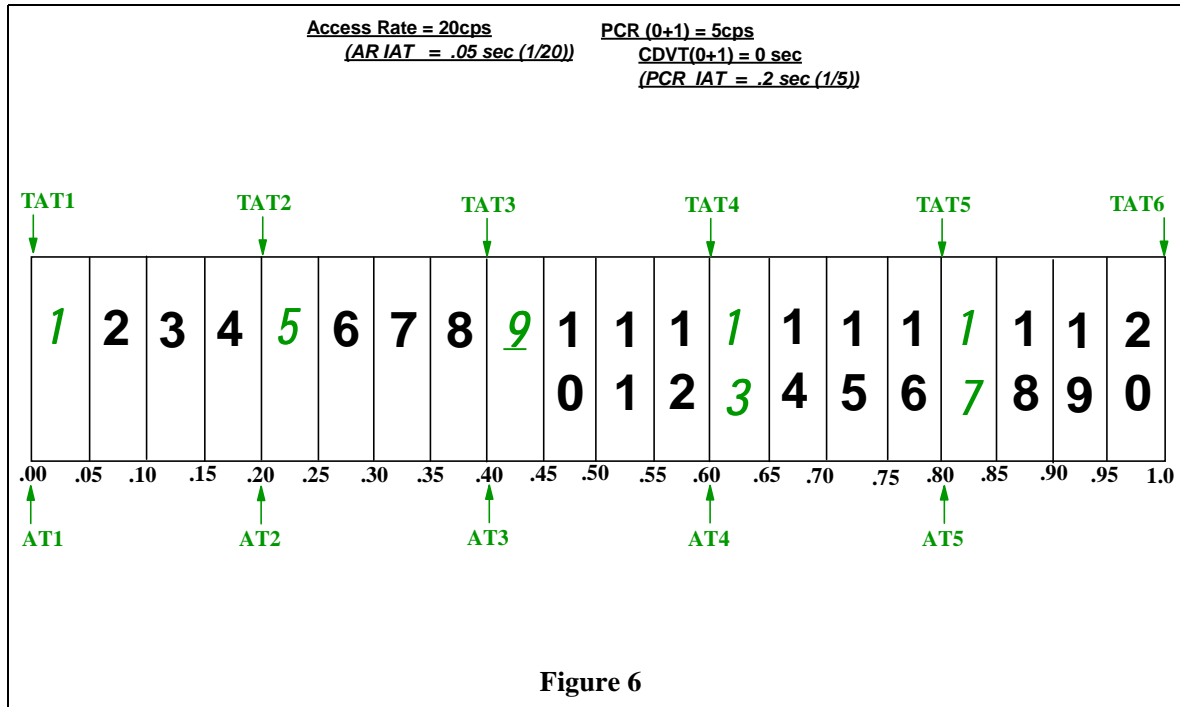 Access Rate = 20cps
(AR IAT = .05 sec (1/20))
PCR (0+1) = 5cps
CDVT(0+1) = 0 sec
(PCR IAT = .2 sec (1/5))
TAT1 TAT2 TAT3 TAT4 TAT5 TAT6
1 2 3 4 5 6 7 8 9 10 11 12 13 14 15 16 17 18 19 20
.00 .05 .10 .15 .20 .25 .30 .35 .40 .45 .50 .55 .60 .65 .70 .75 .80 .85 .90 .95 1.0
AT1 AT2 AT3 AT4 AT5
Figure 6